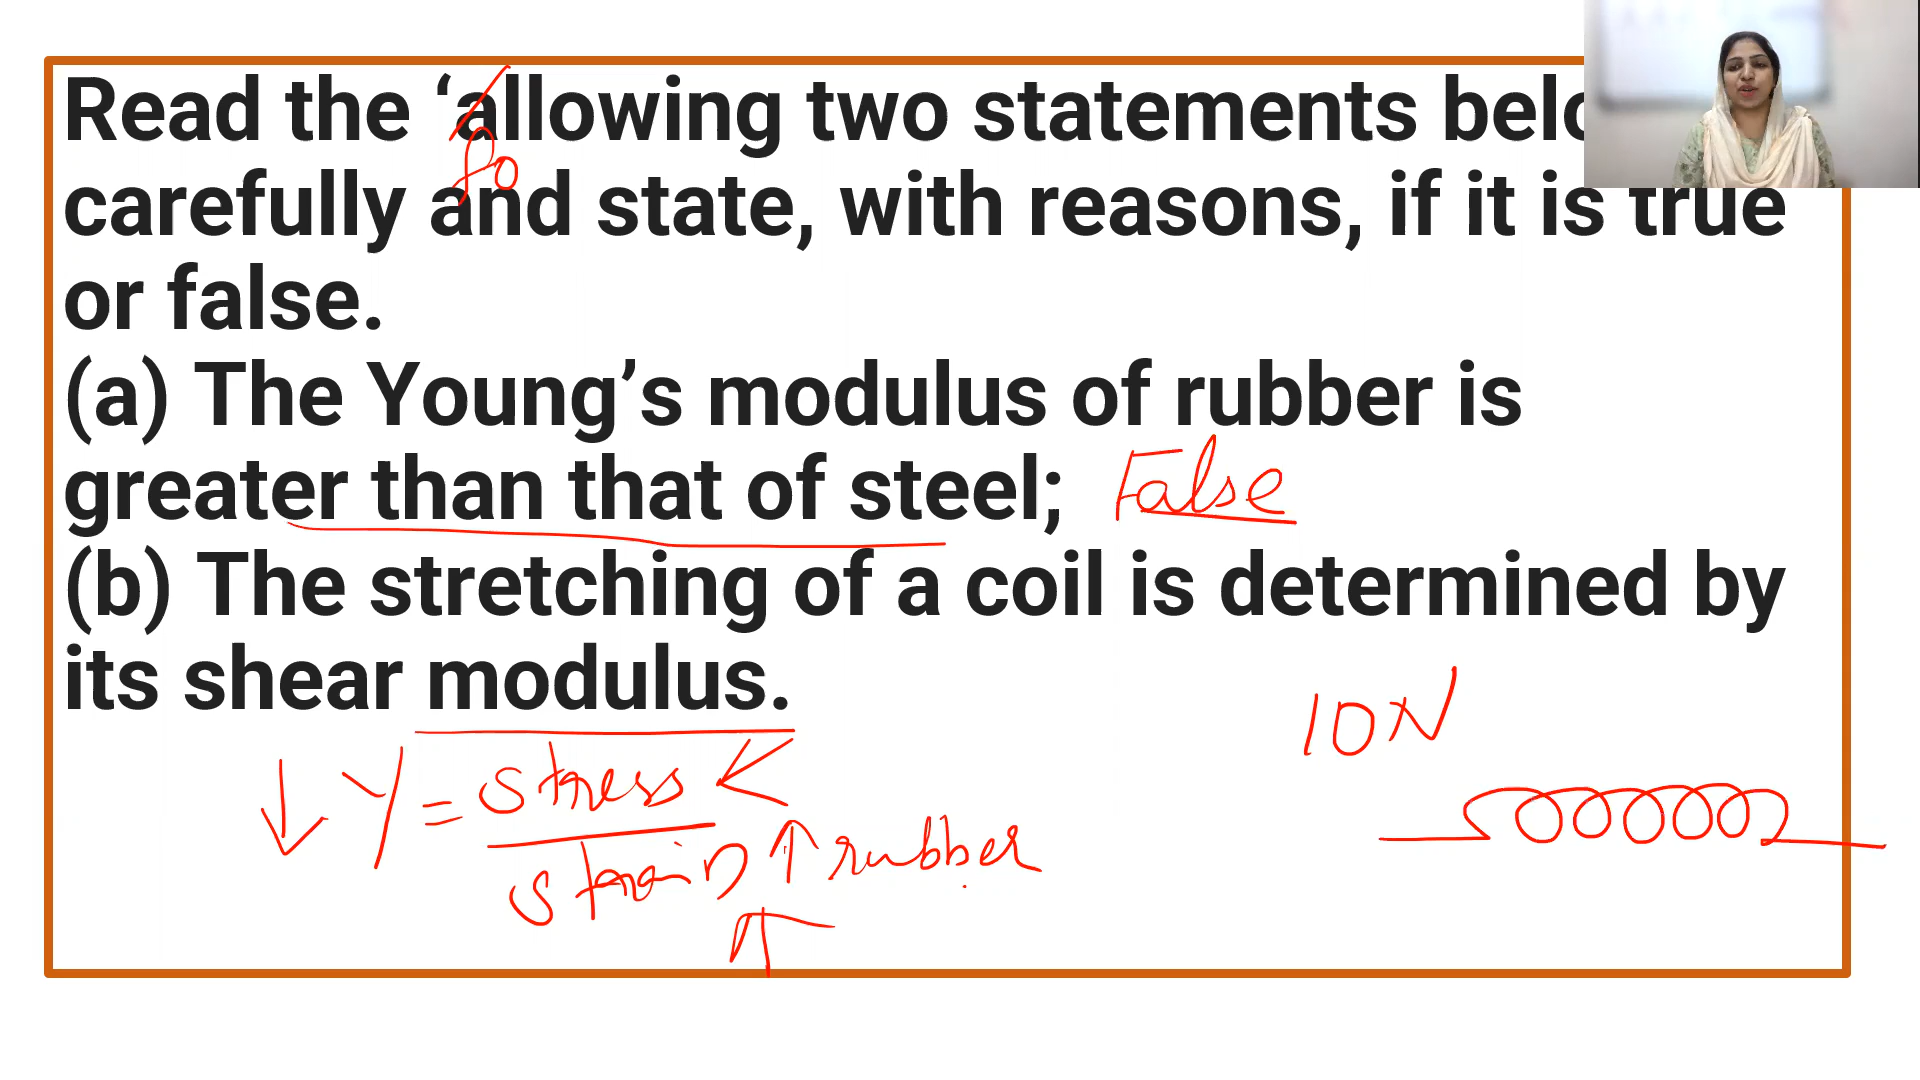 Read the ‘allowing two statements belo
fo
carefully and state, with reasons, if it is true
or false.
(a) The Young’s modulus of rubber is
greater than that of steel; False
(b) The stretching of a coil is determined by
its shear modulus.
10N
↓ Y = stress
strain ↑ rubber